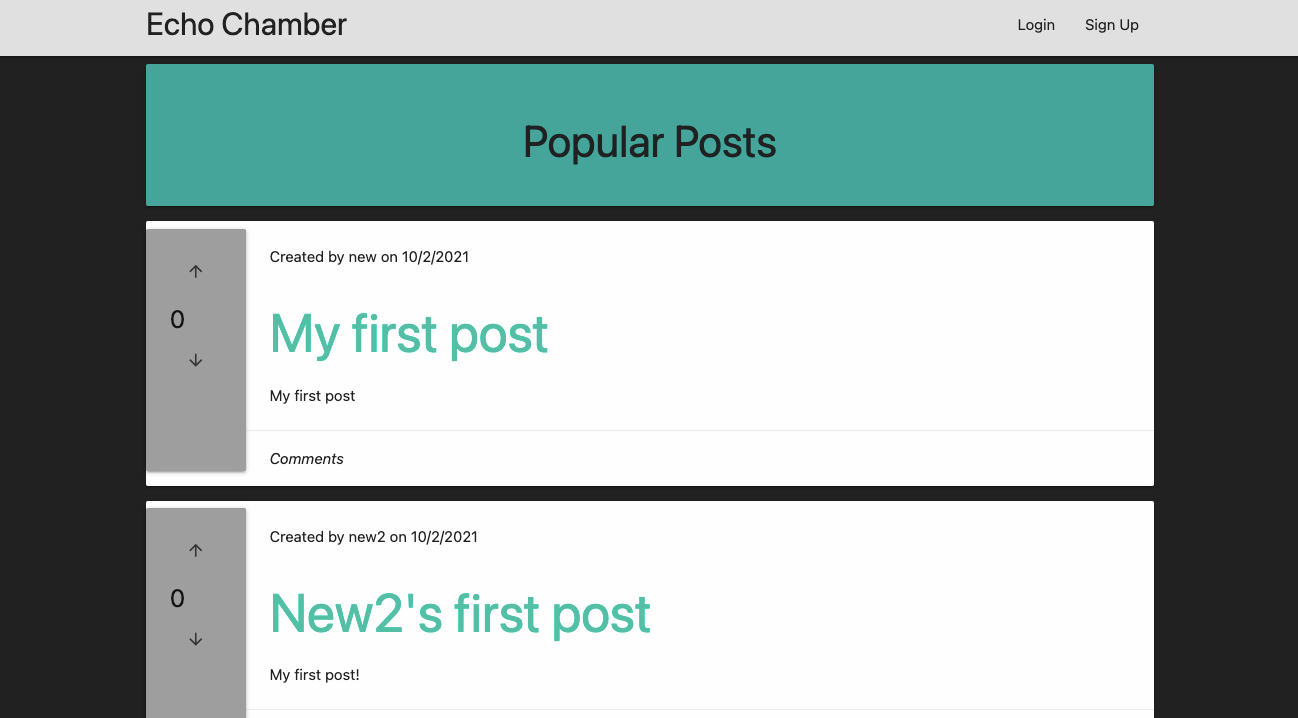 Echo Chamber
Login
Sign Up
Popular Posts
Created by new on 10/2/2021
0
My first post
My first post
Comments
Created by new2 on 10/2/2021
0
New2's first post
My first post!